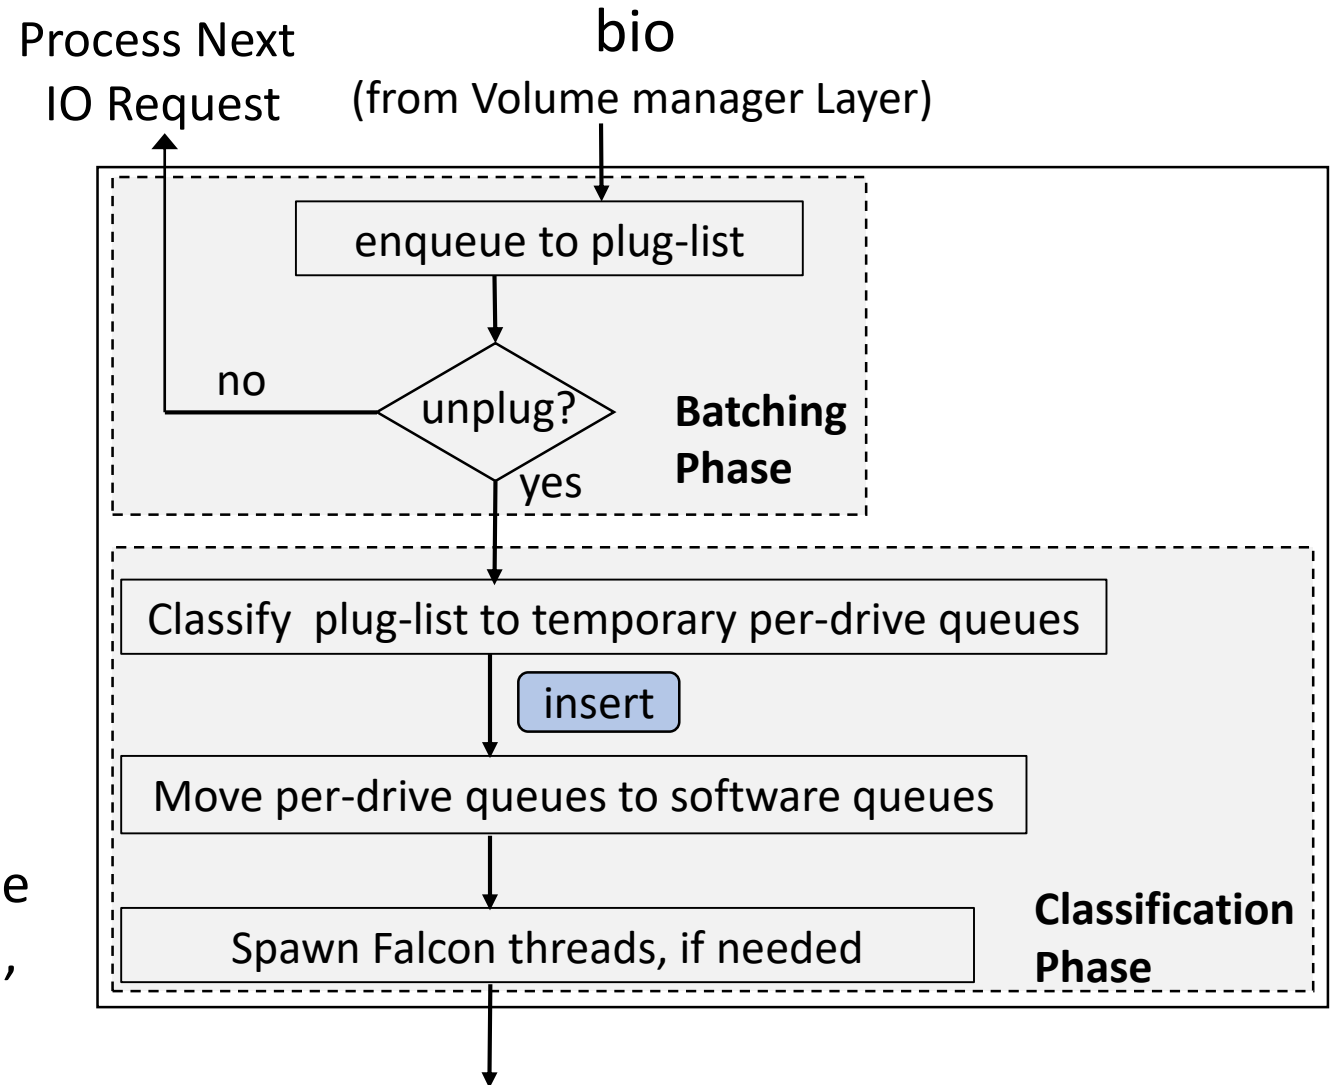 Process Next
IO Request
bio
(from Volume manager Layer)
enqueue to plug-list
no
unplug?
yes
Batching
Phase
Classify  plug-list to temporary per-drive queues
insert
Move per-drive queues to software queues
e
,
Spawn Falcon threads, if needed
Classification
Phase